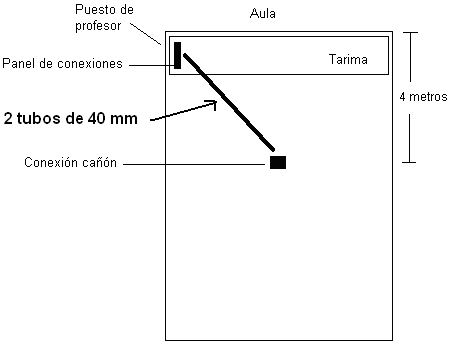 Aula
Puesto de
profesor
Panel de conexiones
Tarima
4 metros
2 tubos de 40 mm
Conexión cañón